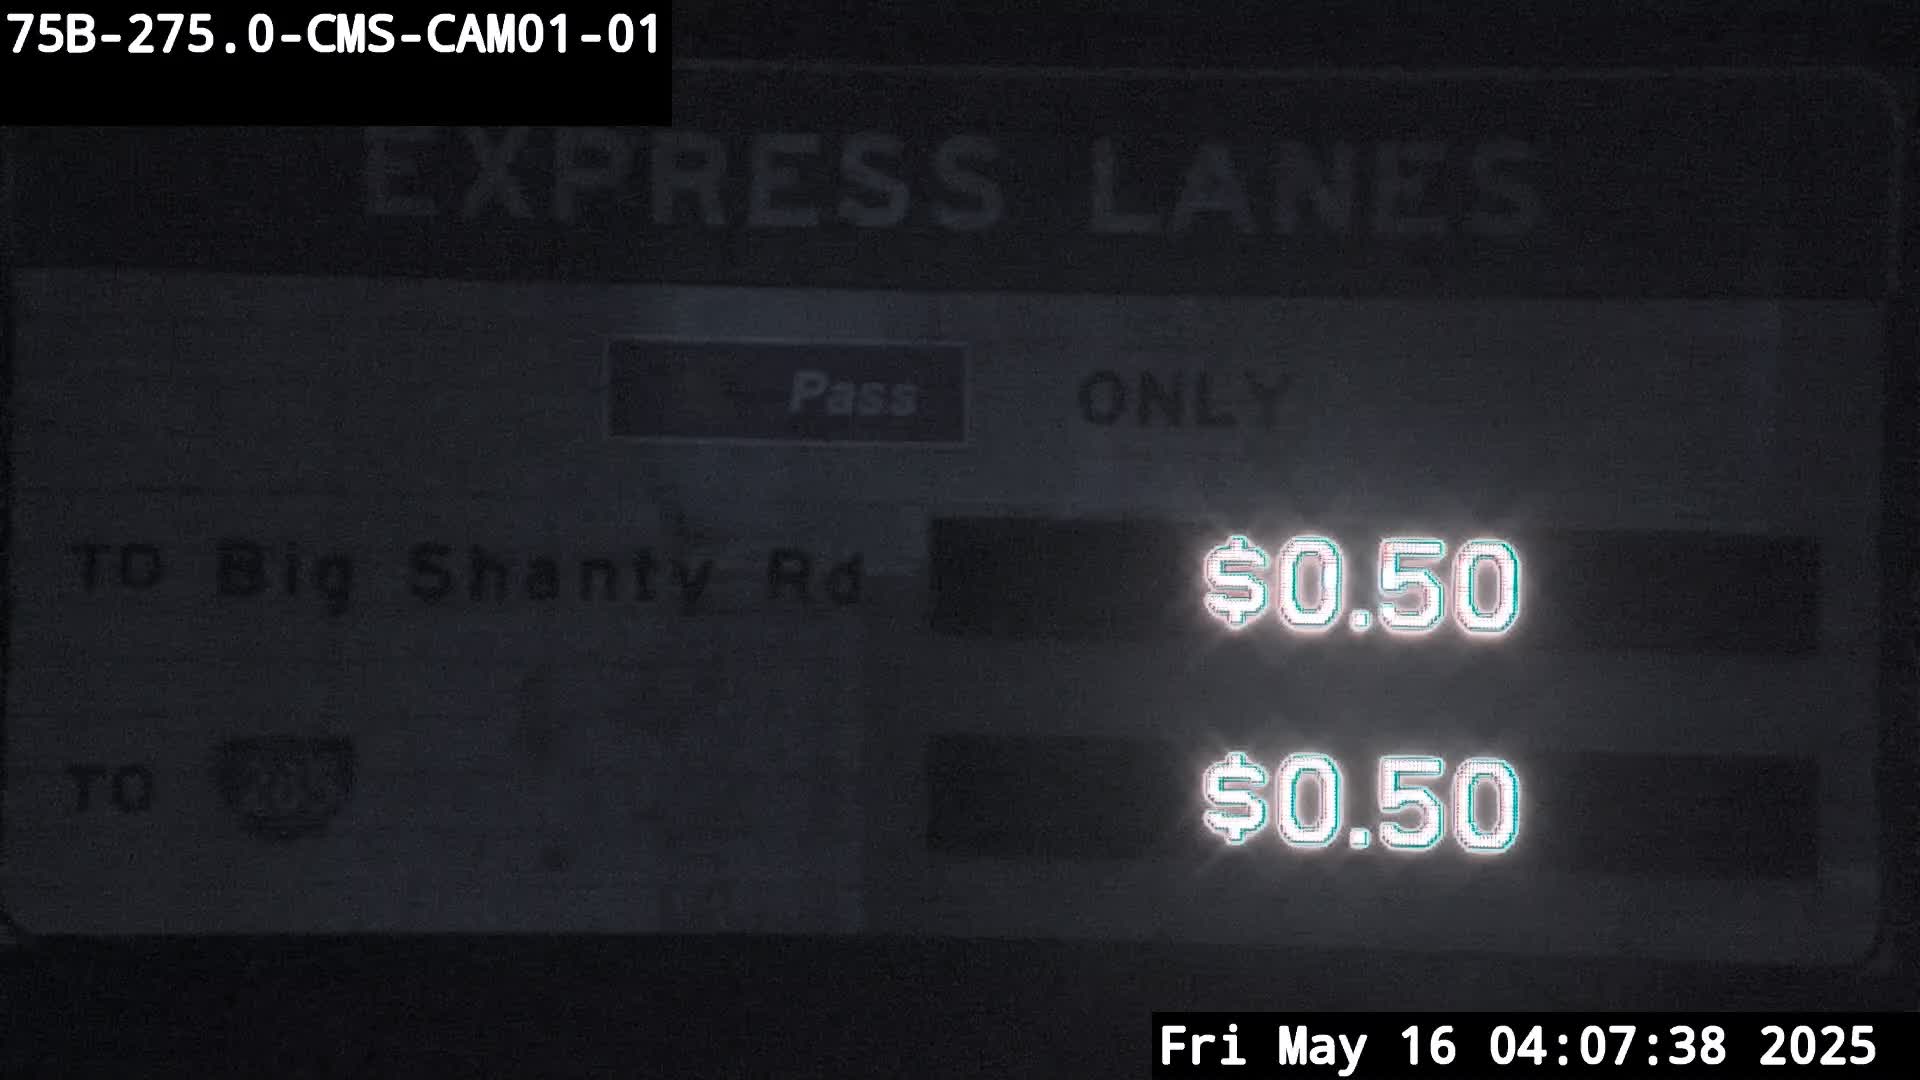 75B-275.0-CMS-CAM01-01
EXPRESS LANES
Pass ONLY
TO Big Shanty Rd $0.50
TO $0.50
Fri May 16 04:07:38 2025